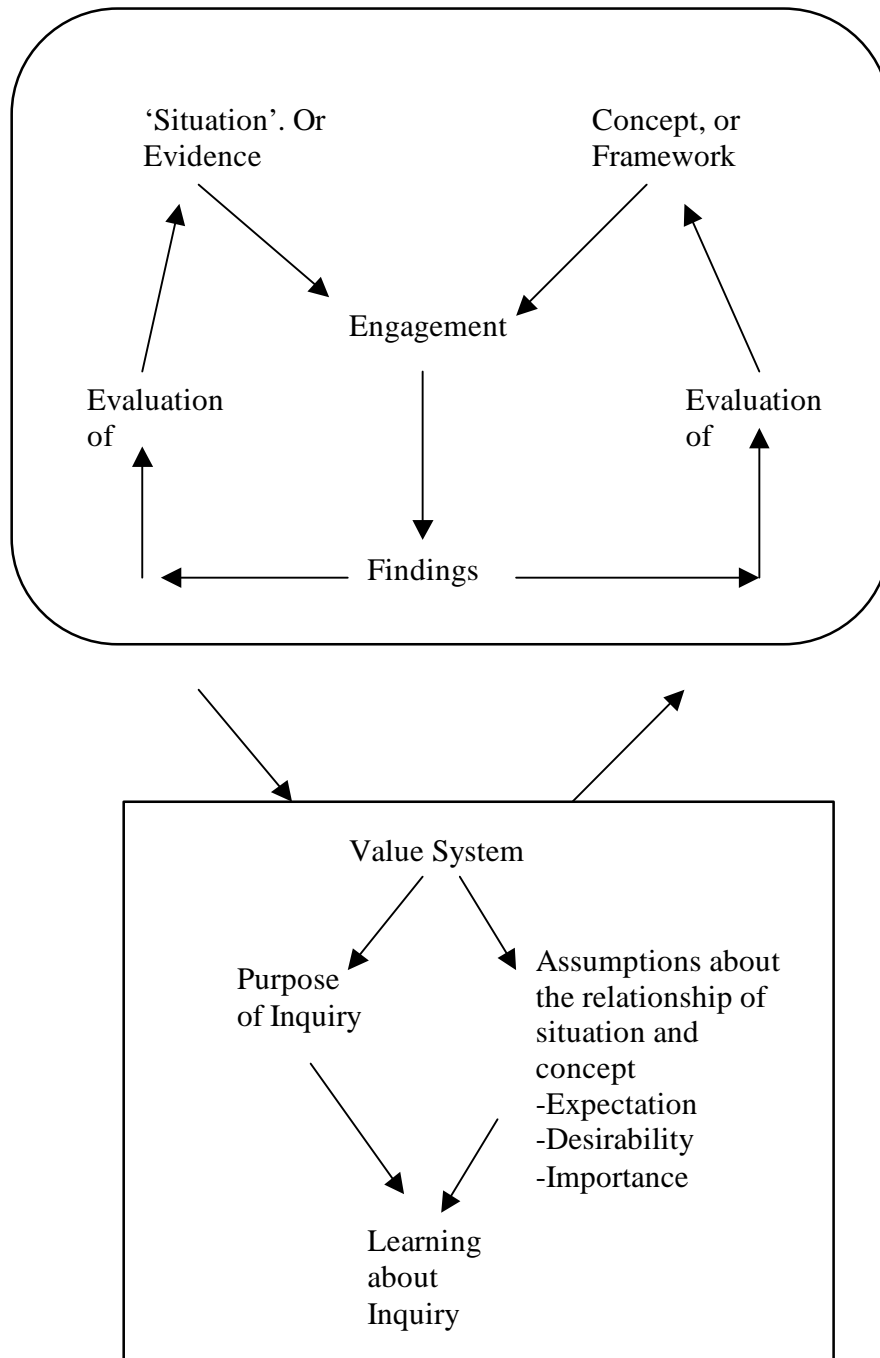 ‘Situation’. Or
Evidence
Concept, or
Framework
Engagement
Evaluation
of
Evaluation
of
Findings
Value System
Purpose
of Inquiry
Assumptions about
the relationship of
situation and
concept
-Expectation
-Desirability
-Importance
Learning
about
Inquiry